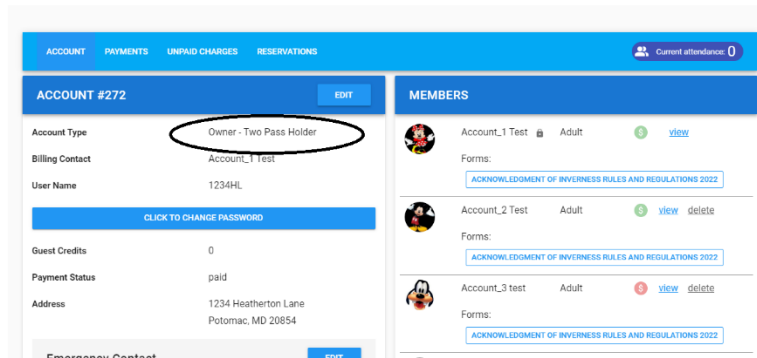 ACCOUNT PAYMENTS UNPAID CHARGES RESERVATIONS Current attendance: 0
ACCOUNT #272 EDIT
Account Type Owner - Two Pass Holder
Billing Contact Account_1 Test
User Name 1234HL
CLICK TO CHANGE PASSWORD
Guest Credits 0
Payment Status paid
Address 1234 Heatherton Lane
Potomac, MD 20854
Emergency Contact EDIT
MEMBERS
Account_1 Test Adult $ view
Forms:
ACKNOWLEDGMENT OF INVERNESS RULES AND REGULATIONS 2022
Account_2 Test Adult $ view delete
Forms:
ACKNOWLEDGMENT OF INVERNESS RULES AND REGULATIONS 2022
Account_3 test Adult $ view delete
Forms:
ACKNOWLEDGMENT OF INVERNESS RULES AND REGULATIONS 2022